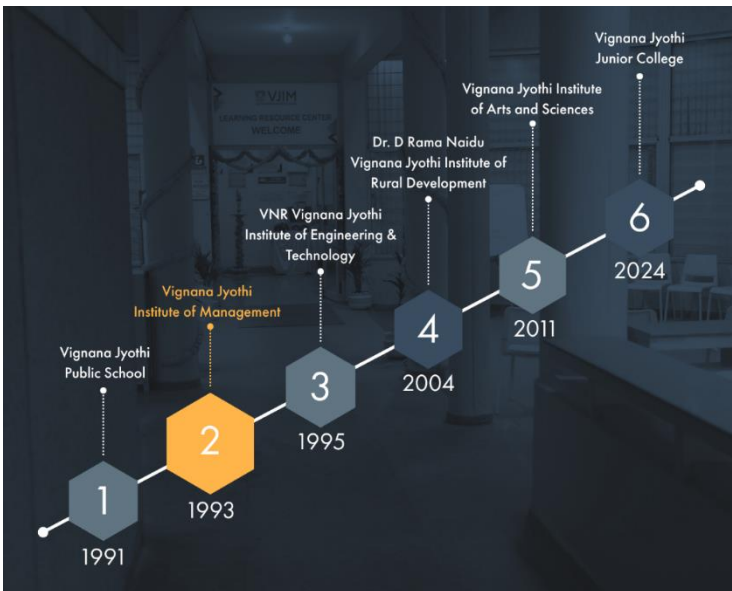 Vignana Jyothi
Junior College
6
2024
Vignana Jyothi Institute
of Arts and Sciences
5
2011
Dr. D Rama Naidu
Vignana Jyothi Institute of
Rural Development
4
2004
VNR Vignana Jyothi
Institute of Engineering &
Technology
3
1995
Vignana Jyothi
Institute of Management
2
1993
Vignana Jyothi
Public School
1
1991
VJIM
LEARNING RESOURCE CENTER
WELCOME